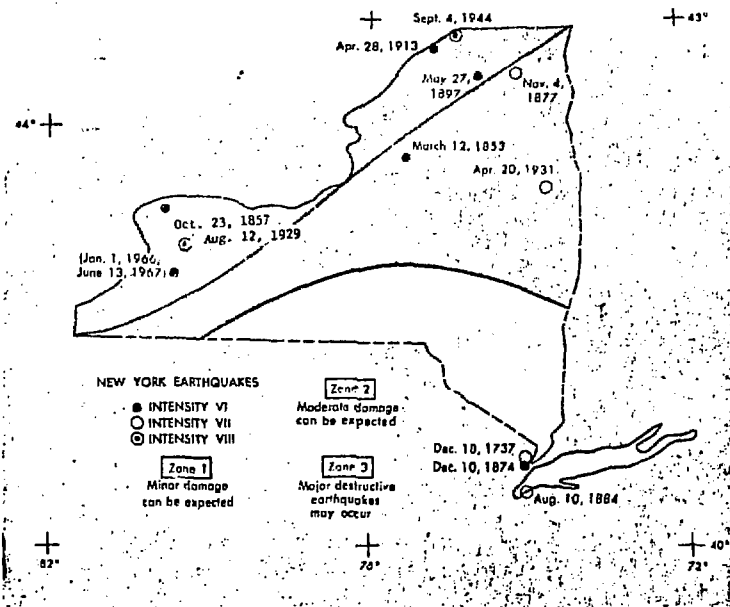 Sept. 4, 1944
43°
Apr. 28, 1913
May 27,
1897
Nov. 4,
1877
44°
March 12, 1853
Apr. 20, 1931
Oct. 23, 1857
Aug. 12, 1929
(Jan. 1, 1966,
June 13, 1967)
NEW YORK EARTHQUAKES
INTENSITY VI
INTENSITY VII
INTENSITY VIII
Zone 2
Moderate damage
can be expected
Zone 1
Minor damage
can be expected
Zone 3
Major destructive
earthquakes
may occur
Dec. 18, 1737
Dec. 10, 1874
Aug. 10, 1884
40°
82°
76°
72°